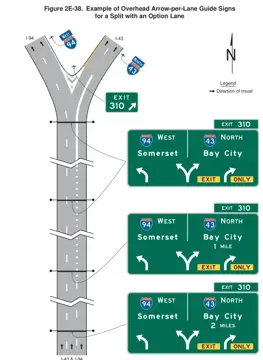 Figure 2E-38. Example of Overhead Arrow-per-Lane Guide Signs
for a Split with an Option Lane
I-94
WEST
94
I-43
NORTH
43
N
Legend
Direction of travel
EXIT
310
EXIT 310
94 WEST
43 NORTH
Somerset
Bay City
EXIT ONLY
EXIT 310
94 WEST
43 NORTH
Somerset
Bay City
1 MILE
EXIT ONLY
EXIT 310
94 WEST
43 NORTH
Somerset
Bay City
2 MILES
EXIT ONLY
I-43 & I-94